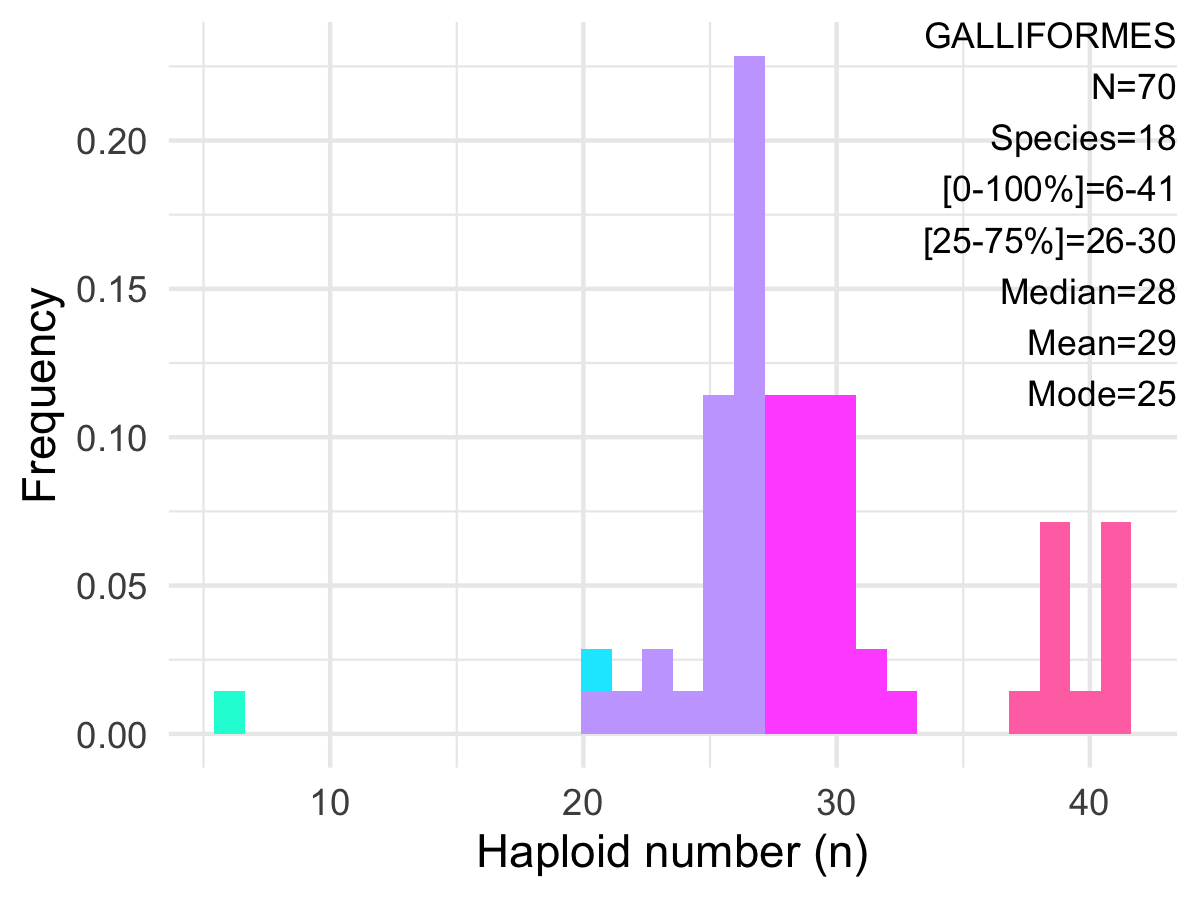 GALLIFORMES
N=70
Species=18
[0-100%]=6-41
[25-75%]=26-30
Median=28
Mean=29
Mode=25
Frequency
0.20
0.15
0.10
0.05
0.00
10 20 30 40
Haploid number (n)